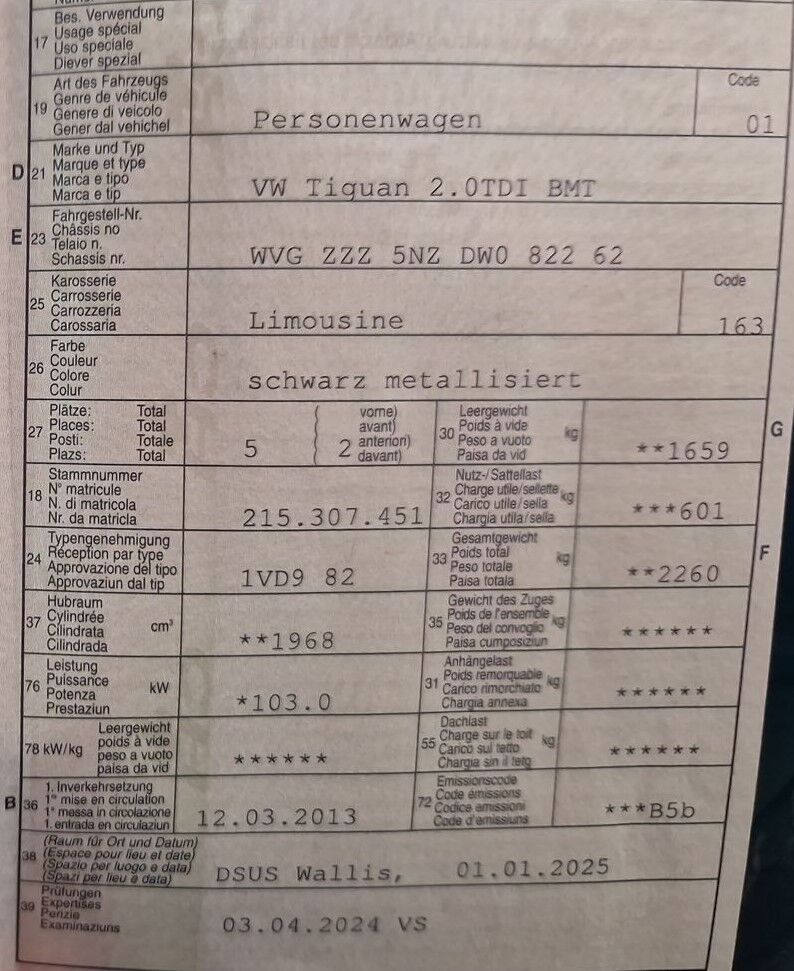 17 Bes. Verwendung
Usage spécial
Uso speciale
Diever spezial
19 Art des Fahrzeugs
Genre de véhicule
Genere di veicolo
Gener dal vehichel
Personenwagen
Code
01
D 21 Marke und Typ
Marque et type
Marca e tipo
Marca e tip
VW Tiguan 2.0TDI BMT
E 23 Fahrgestell-Nr.
Châssis no
Telaio n.
Schassis nr.
WVG ZZZ 5NZ DW0 822 62
25 Karosserie
Carrosserie
Carrozzeria
Carossaria
Limousine
Code
163
26 Farbe
Couleur
Colore
Colur
schwarz metallisiert
27 Plätze: Total
Places: Total
Posti: Totale
Plazs: Total
5
( vorne)
( avant)
( 2 anterion)
( davant)
30 Leergewicht
Poids à vide
Peso a vuoto
Paisa da vid
kg
**1659
G
18 Stammnummer
N° matricule
N. di matricola
Nr. da matricla
215.307.451
32 Nutz-/Sattellast
Charge utile/sellette
Carico utile/sella
Chargia utila/sella
kg
***601
24 Typengenehmigung
Réception par type
Approvazione del tipo
Approvaziun dal tip
1VD9 82
33 Gesamtgewicht
Poids total
Peso totale
Paisa totala
kg
**2260
F
37 Hubraum
Cylindrée
Cilindrata
Cilindrada
cm³
**1968
35 Gewicht des Zuges
Poids de l'ensemble
Peso del convoglio
Paisa cumposiziun
kg
******
76 Leistung
Puissance
Potenza
Prestaziun
kW
*103.0
31 Anhängelast
Poids remorquable
Carico rimorchiato
Chargia annexa
kg
******
78 kW/kg
Leergewicht
poids à vide
peso a vuoto
paisa da vid
******
55 Dachlast
Charge sur le toit
Carico sul tetto
Chargia sin il tetg
kg
******
B 36 1. Inverkehrsetzung
1re mise en circulation
1a messa in circolazione
1. entrada en circulaziun
12.03.2013
72 Emissionscode
Code émissions
Codice emissioni
Code d'emissiuns
***B5b
38 (Raum für Ort und Datum)
(Espace pour lieu et date)
(Spazio per luogo e data)
(Spazi per lieu e data)
DSUS Wallis, 01.01.2025
39 Prüfungen
Expertises
Perizie
Examinaziuns
03.04.2024 VS